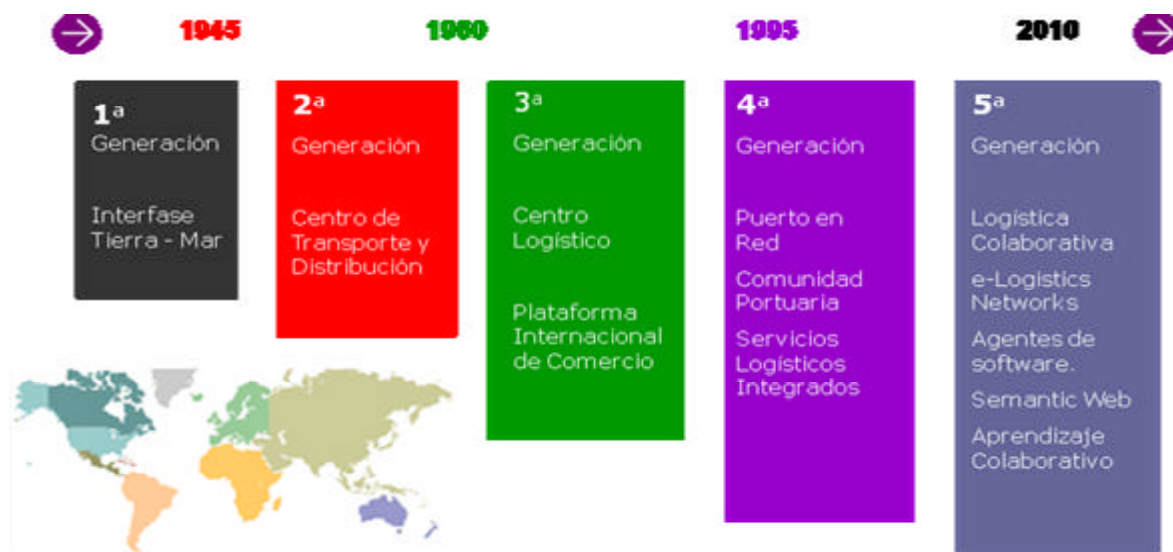 1945
1960
1995
2010
1ª
Generación
Interfase
Tierra - Mar
2ª
Generación
Centro de
Transporte y
Distribución
3ª
Generación
Centro
Logístico
Plataforma
Internacional
de Comercio
4ª
Generación
Puerto en
Red
Comunidad
Portuaria
Servicios
Logísticos
Integrados
5ª
Generación
Logística
Colaborativa
e-Logistics
Networks
Agentes de
software.
Semantic Web
Aprendizaje
Colaborativo